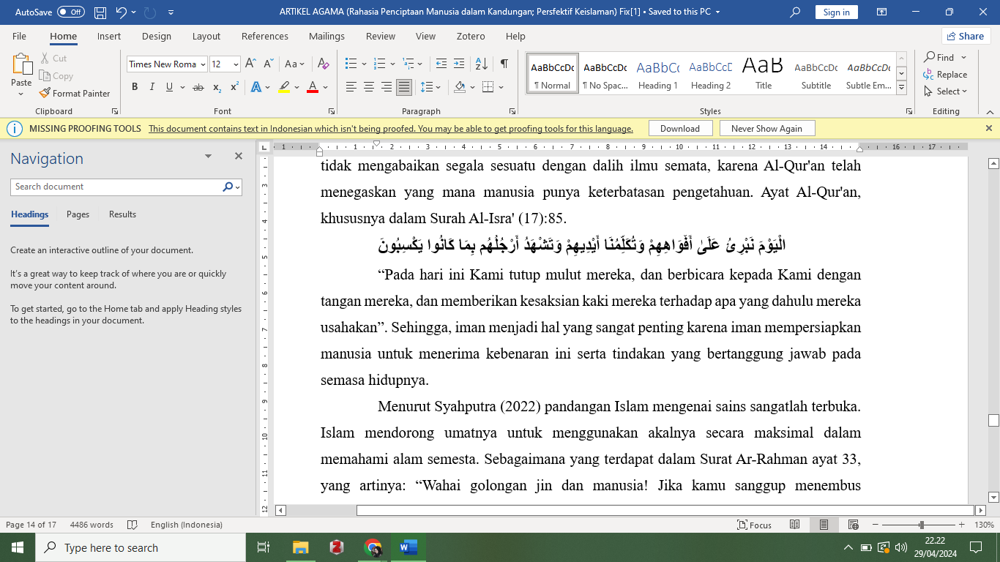 AutoSave Off
ARTIKEL AGAMA (Rahasia Penciptaan Manusia dalam Kandungan; Persfektif Keislaman) Fix[1] • Saved to this PC
Sign in
File Home Insert Design Layout References Mailings Review View Zotero Help
Share
Paste
Cut
Copy
Format Painter
Clipboard
Times New Roma 12
Font
Paragraph
AaBbCcDc AaBbCcDc AaBbCc AaBbCcD AaB AaBbCcD AaBbCcDc
¶ Normal ¶ No Spac... Heading 1 Heading 2 Title Subtitle Subtle Em...
Styles
Find
Replace
Select
Editing
MISSING PROOFING TOOLS This document contains text in Indonesian which isn't being proofed. You may be able to get proofing tools for this language. Download Never Show Again
Navigation
Search document
Headings Pages Results
Create an interactive outline of your document.
It's a great way to keep track of where you are or quickly
move your content around.
To get started, go to the Home tab and apply Heading styles
to the headings in your document.
tidak mengabaikan segala sesuatu dengan dalih ilmu semata, karena Al-Qur'an telah
menegaskan yang mana manusia punya keterbatasan pengetahuan. Ayat Al-Qur'an,
khususnya dalam Surah Al-Isra' (17):85.
الْيَوْمَ نَبْرِئُ عَلَىٰ أَفْوَاهِهِمْ وَتُكَلِّمُنَا أَيْدِيهِمْ وَتَشْهَدُ أَرْجُلُهُم بِمَا كَانُوا يَكْسِبُونَ
“Pada hari ini Kami tutup mulut mereka, dan berbicara kepada Kami dengan
tangan mereka, dan memberikan kesaksian kaki mereka terhadap apa yang dahulu mereka
usahakan”. Sehingga, iman menjadi hal yang sangat penting karena iman mempersiapkan
manusia untuk menerima kebenaran ini serta tindakan yang bertanggung jawab pada
semasa hidupnya.
Menurut Syahputra (2022) pandangan Islam mengenai sains sangatlah terbuka.
Islam mendorong umatnya untuk menggunakan akalnya secara maksimal dalam
memahami alam semesta. Sebagaimana yang terdapat dalam Surat Ar-Rahman ayat 33,
yang artinya: “Wahai golongan jin dan manusia! Jika kamu sanggup menembus
Page 14 of 17 4486 words English (Indonesia) Focus 130%
Type here to search
22.22
29/04/2024